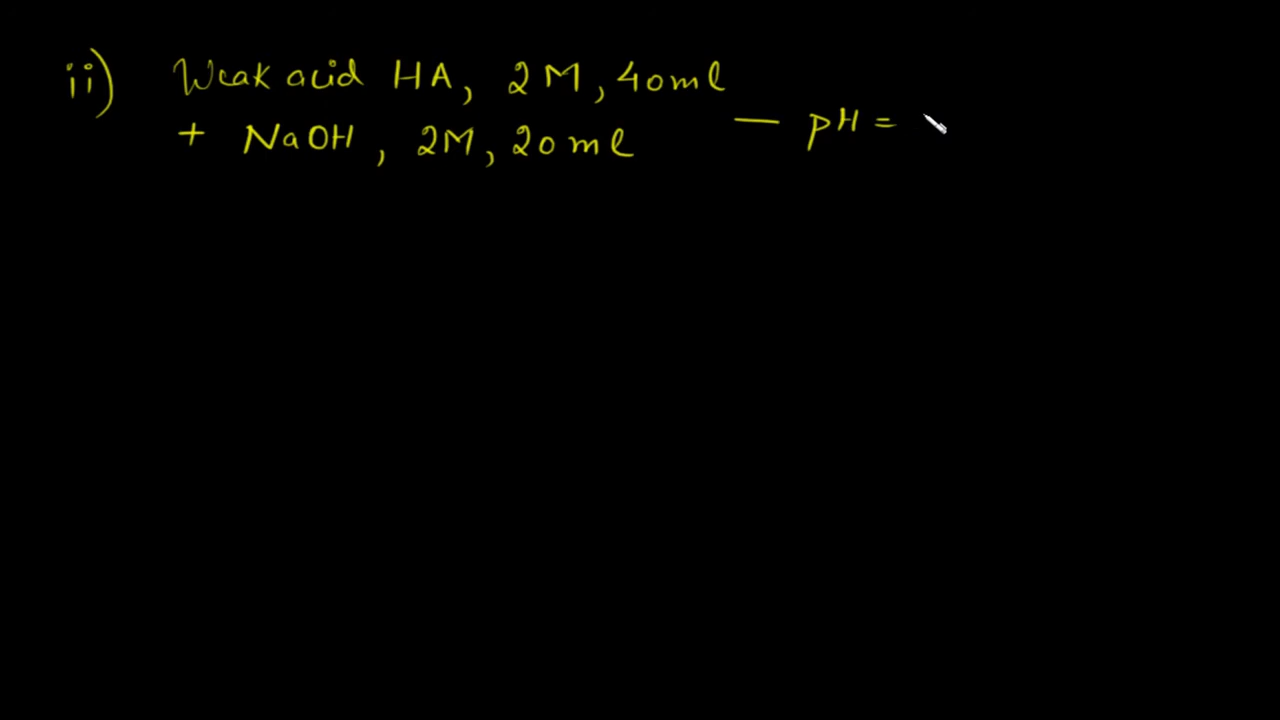 ii) Weak acid HA, 2M, 40ml
+ NaOH, 2M, 20ml — pH =